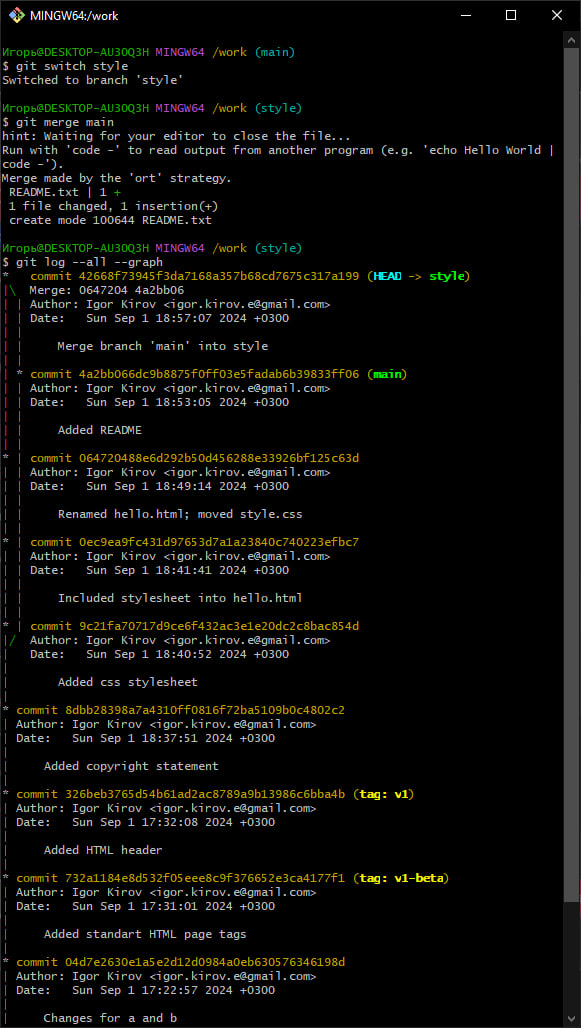 MINGW64:/work
Игорь@DESKTOP-AU3OQ3H MINGW64 /work (main)
$ git switch style
Switched to branch 'style'
Игорь@DESKTOP-AU3OQ3H MINGW64 /work (style)
$ git merge main
hint: Waiting for your editor to close the file...
Run with 'code -' to read output from another program (e.g. 'echo Hello World |
code -').
Merge made by the 'ort' strategy.
 README.txt | 1 +
 1 file changed, 1 insertion(+)
 create mode 100644 README.txt
Игорь@DESKTOP-AU3OQ3H MINGW64 /work (style)
$ git log --all --graph
*   commit 42668f73945f3da7168a357b68cd7675c317a199 (HEAD -> style)
|\  Merge: 0647204 4a2bb06
| | Author: Igor Kirov <igor.kirov.e@gmail.com>
| | Date:   Sun Sep 1 18:57:07 2024 +0300
| |
| |     Merge branch 'main' into style
| |
| * commit 4a2bb066dc9b8875f0ff03e5fadab6b39833ff06 (main)
| | Author: Igor Kirov <igor.kirov.e@gmail.com>
| | Date:   Sun Sep 1 18:53:05 2024 +0300
| |
| |     Added README
| |
* | commit 064720488e6d292b50d456288e33926bf125c63d
| | Author: Igor Kirov <igor.kirov.e@gmail.com>
| | Date:   Sun Sep 1 18:49:14 2024 +0300
| |
| |     Renamed hello.html; moved style.css
| |
* | commit 0ec9ea9fc431d97653d7a1a23840c740223efbc7
| | Author: Igor Kirov <igor.kirov.e@gmail.com>
| | Date:   Sun Sep 1 18:41:41 2024 +0300
| |
| |     Included stylesheet into hello.html
| |
* | commit 9c21fa70717d9ce6f432ac3e1e20dc2c8bac854d
|/  Author: Igor Kirov <igor.kirov.e@gmail.com>
|   Date:   Sun Sep 1 18:40:52 2024 +0300
|
|       Added css stylesheet
|
* commit 8dbb28398a7a4310ff0816f72ba5109b0c4802c2
| Author: Igor Kirov <igor.kirov.e@gmail.com>
| Date:   Sun Sep 1 18:37:51 2024 +0300
|
|     Added copyright statement
|
* commit 326beb3765d54b61ad2ac8789a9b13986c6bba4b (tag: v1)
| Author: Igor Kirov <igor.kirov.e@gmail.com>
| Date:   Sun Sep 1 17:32:08 2024 +0300
|
|     Added HTML header
|
* commit 732a1184e8d532f05eee8c9f376652e3ca4177f1 (tag: v1-beta)
| Author: Igor Kirov <igor.kirov.e@gmail.com>
| Date:   Sun Sep 1 17:31:01 2024 +0300
|
|     Added standart HTML page tags
|
* commit 04d7e2630e1a5e2d12d0984a0eb630576346198d
| Author: Igor Kirov <igor.kirov.e@gmail.com>
| Date:   Sun Sep 1 17:22:57 2024 +0300
|
|     Changes for a and b